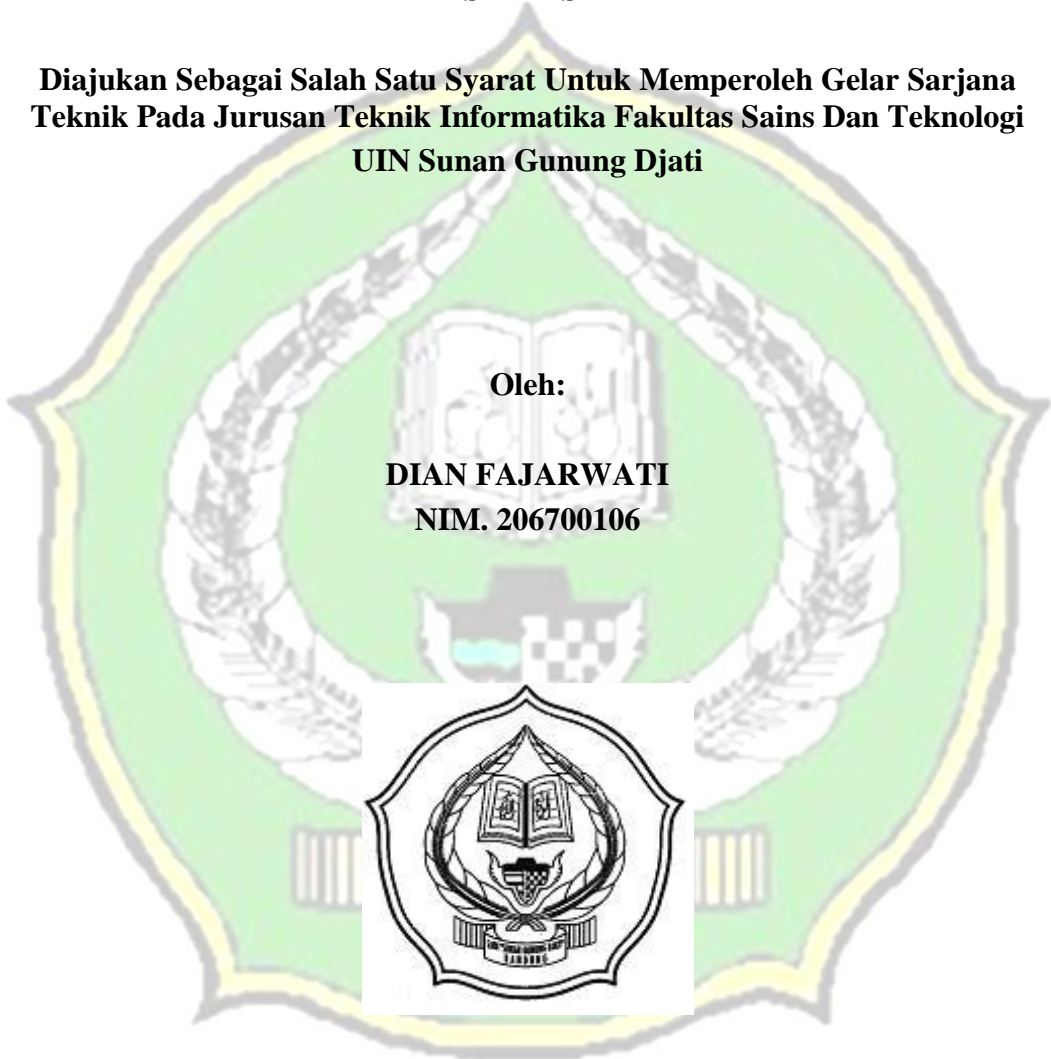 Diajukan Sebagai Salah Satu Syarat Untuk Memperoleh Gelar Sarjana
Teknik Pada Jurusan Teknik Informatika Fakultas Sains Dan Teknologi
UIN Sunan Gunung Djati
Oleh:
DIAN FAJARWATI
NIM. 206700106
BANDUNG